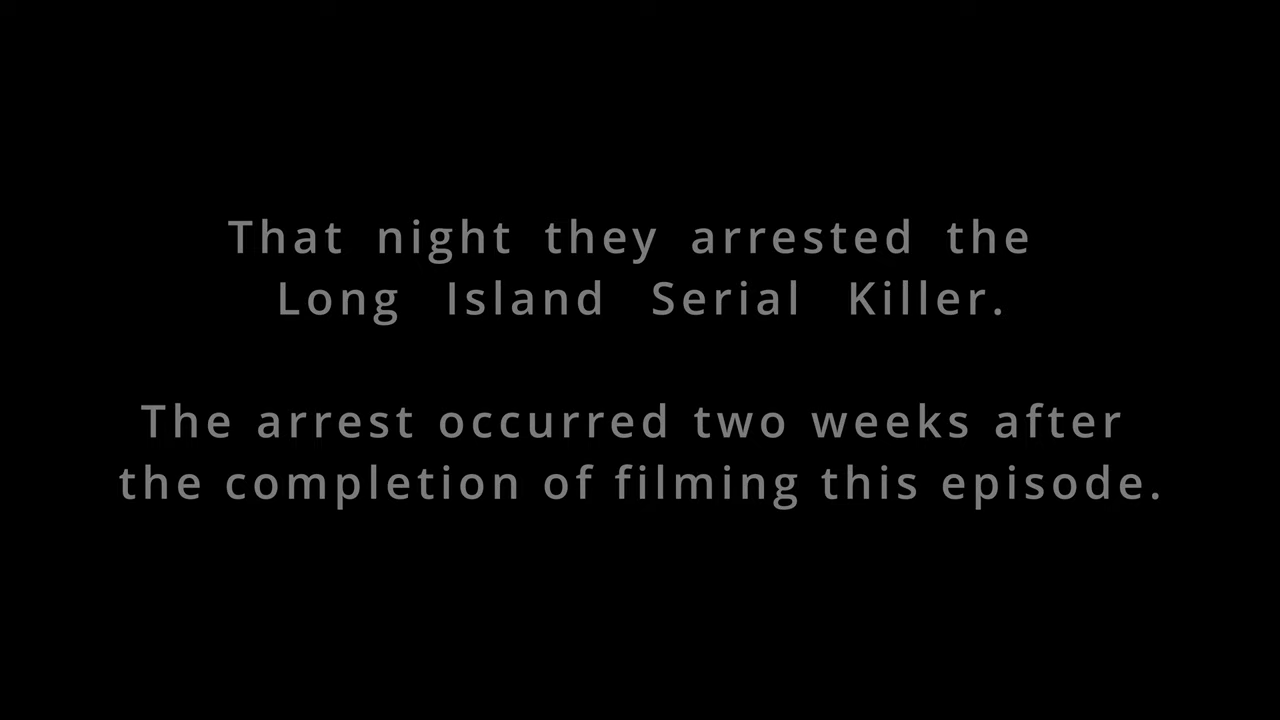 That night they arrested the
Long Island Serial Killer.
The arrest occurred two weeks after
the completion of filming this episode.